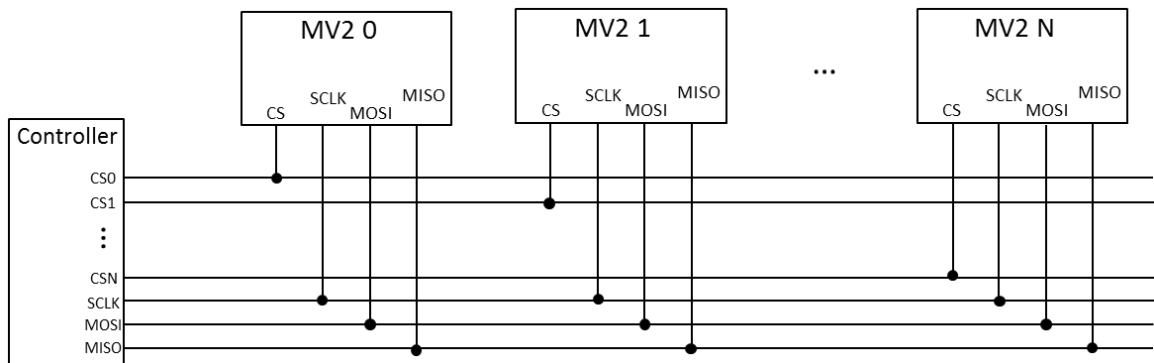 MV2 0
MV2 1
MV2 N
...
CS
SCLK
MOSI
MISO
CS
SCLK
MOSI
MISO
CS
SCLK
MOSI
MISO
Controller
CS0
CS1
⋮
CSN
SCLK
MOSI
MISO